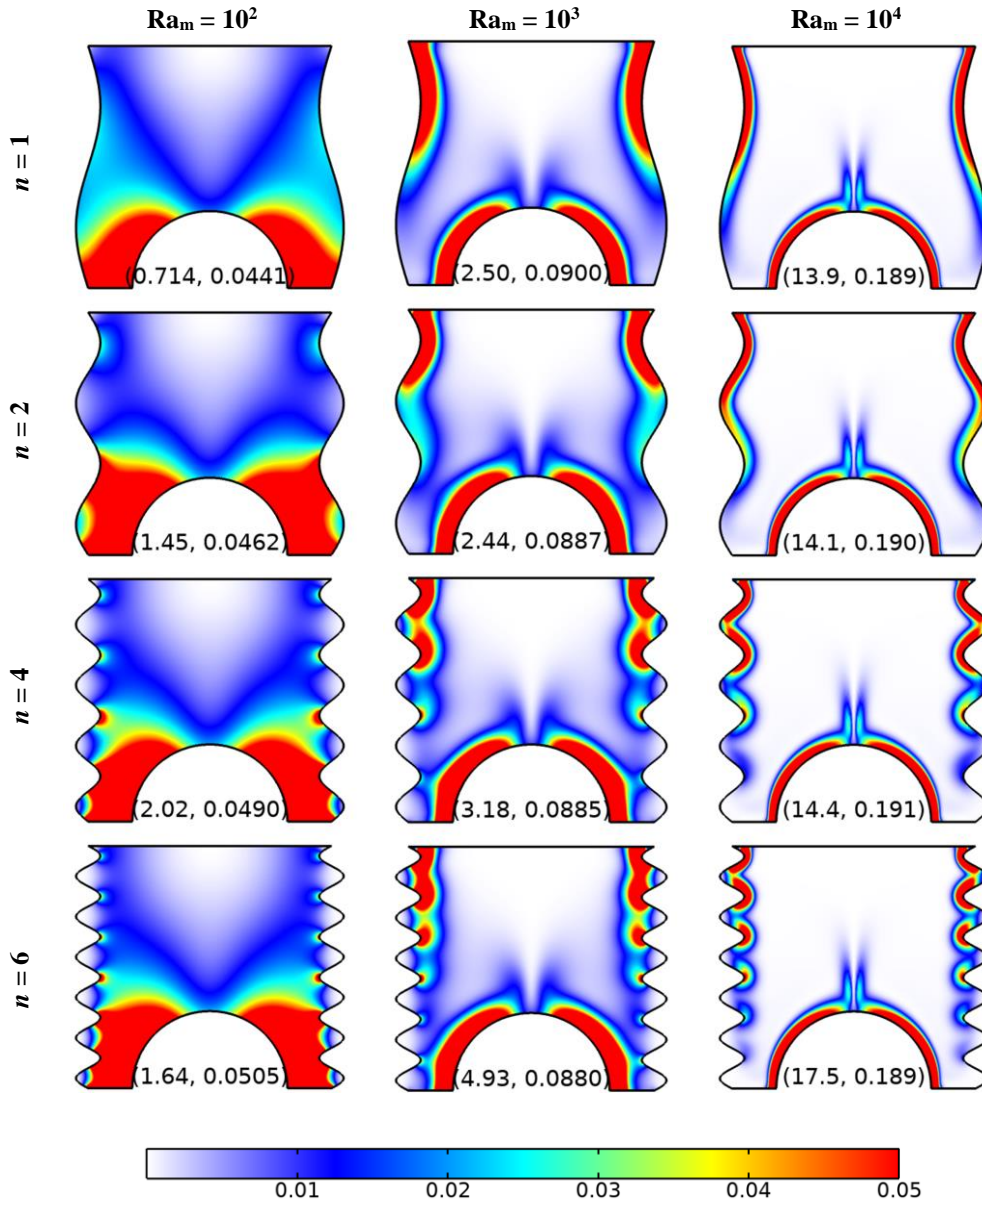 Raₘ = 10² Raₘ = 10³ Raₘ = 10⁴
n = 1
(0.714, 0.0441) (2.50, 0.0900) (13.9, 0.189)
n = 2
(1.45, 0.0462) (2.44, 0.0887) (14.1, 0.190)
n = 4
(2.02, 0.0490) (3.18, 0.0885) (14.4, 0.191)
n = 6
(1.64, 0.0505) (4.93, 0.0880) (17.5, 0.189)
0.01 0.02 0.03 0.04 0.05